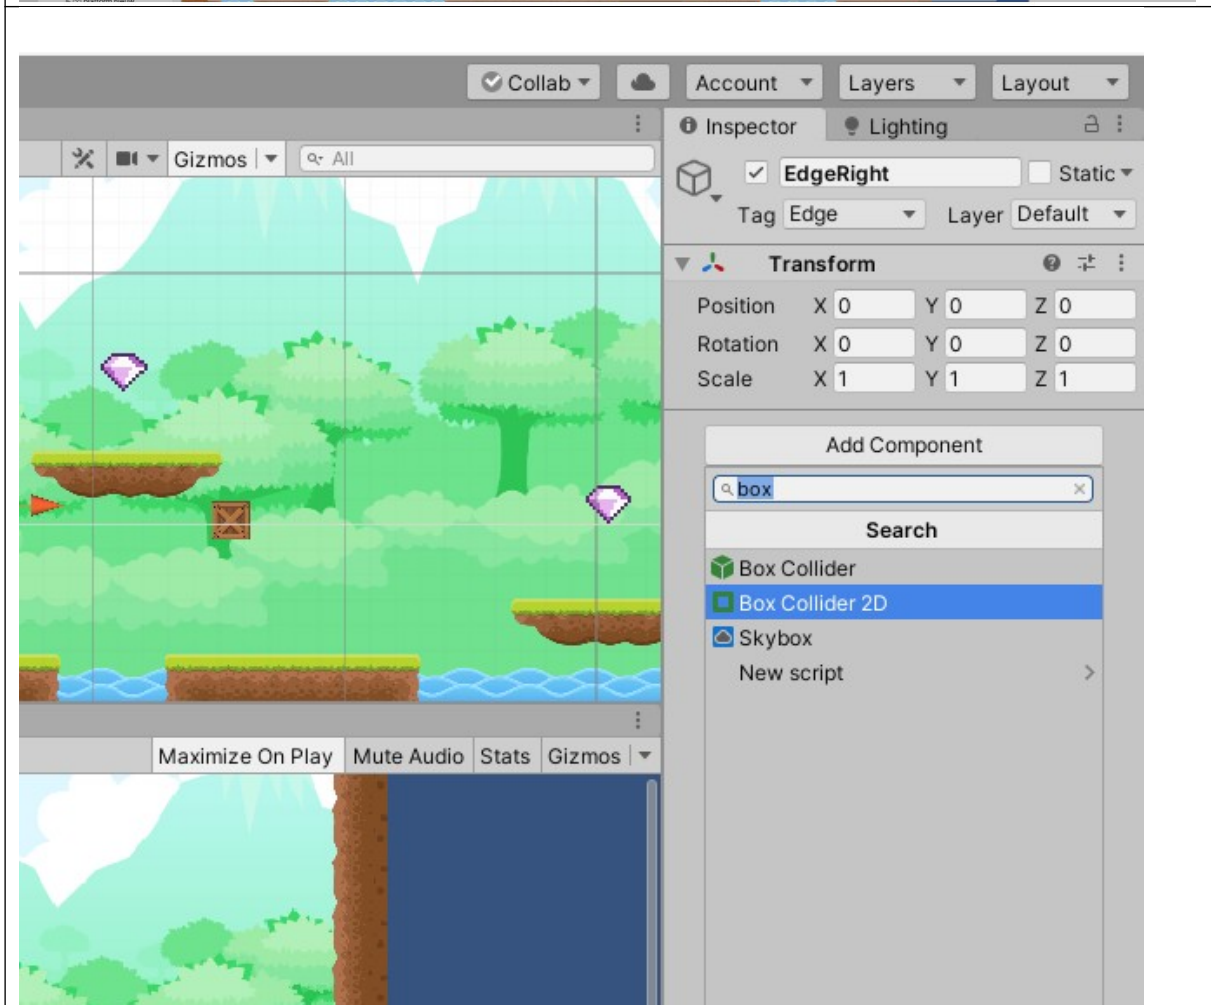 Collab Account Layers Layout
Inspector Lighting
Gizmos All
EdgeRight Static
Tag Edge Layer Default
Transform
Position X 0 Y 0 Z 0
Rotation X 0 Y 0 Z 0
Scale X 1 Y 1 Z 1
Add Component
box
Search
Box Collider
Box Collider 2D
Skybox
New script
Maximize On Play Mute Audio Stats Gizmos